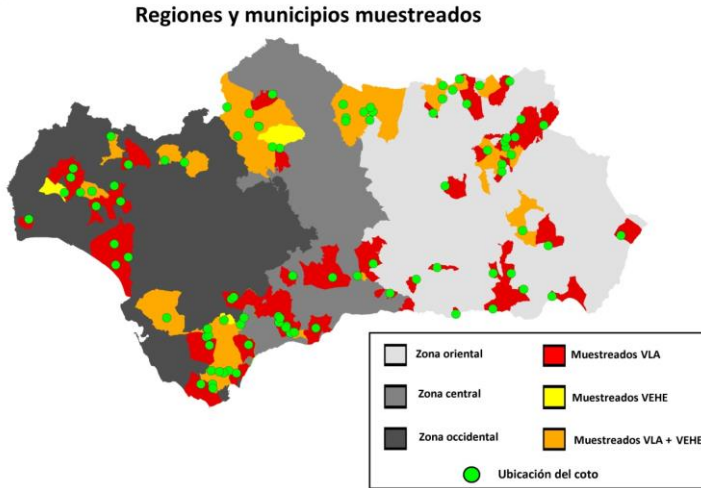 Regiones y municipios muestreados
Zona oriental
Muestreados VLA
Zona central
Muestreados VEHE
Zona occidental
Muestreados VLA + VEHE
Ubicación del coto